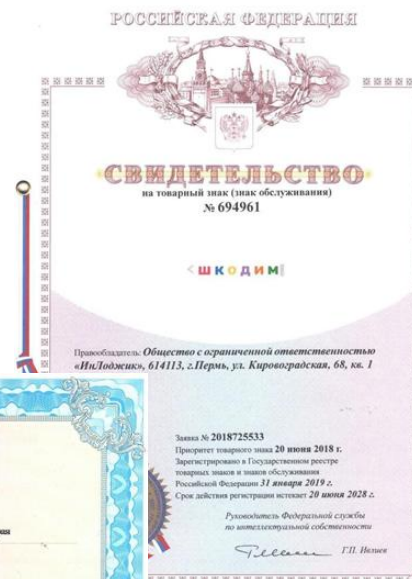 РОССИЙСКАЯ ФЕДЕРАЦИЯ
СВИДЕТЕЛЬСТВО
на товарный знак (знак обслуживания)
№ 694961
<ШКОДИМ
Правообладатель: Общество с ограниченной ответственностью
«ИнЛоджик», 614113, г.Пермь, ул. Кировоградская, 68, кв. 1
Заявка № 2018725533
Приоритет товарного знака 20 июня 2018 г.
Зарегистрировано в Государственном реестре
товарных знаков и знаков обслуживания
Российской Федерации 31 января 2019 г.
Срок действия регистрации истекает 20 июня 2028 г.
Руководитель Федеральной службы
по интеллектуальной собственности
Г.П. Ивлиев